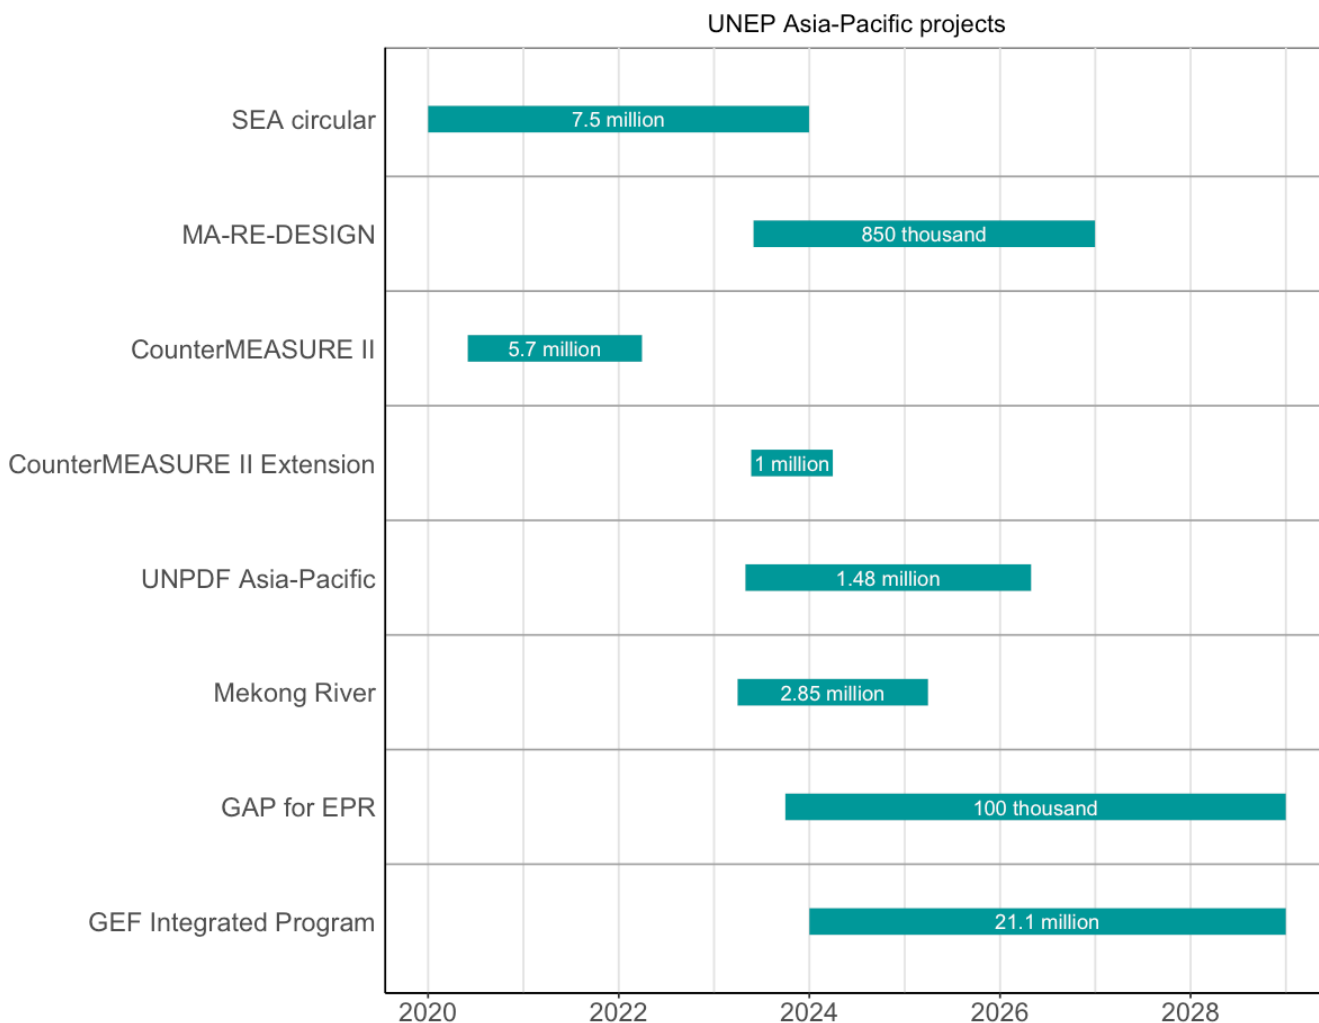 UNEP Asia-Pacific projects
SEA circular
7.5 million
MA-RE-DESIGN
850 thousand
CounterMEASURE II
5.7 million
CounterMEASURE II Extension
1 million
UNPDF Asia-Pacific
1.48 million
Mekong River
2.85 million
GAP for EPR
100 thousand
GEF Integrated Program
21.1 million
2020 2022 2024 2026 2028